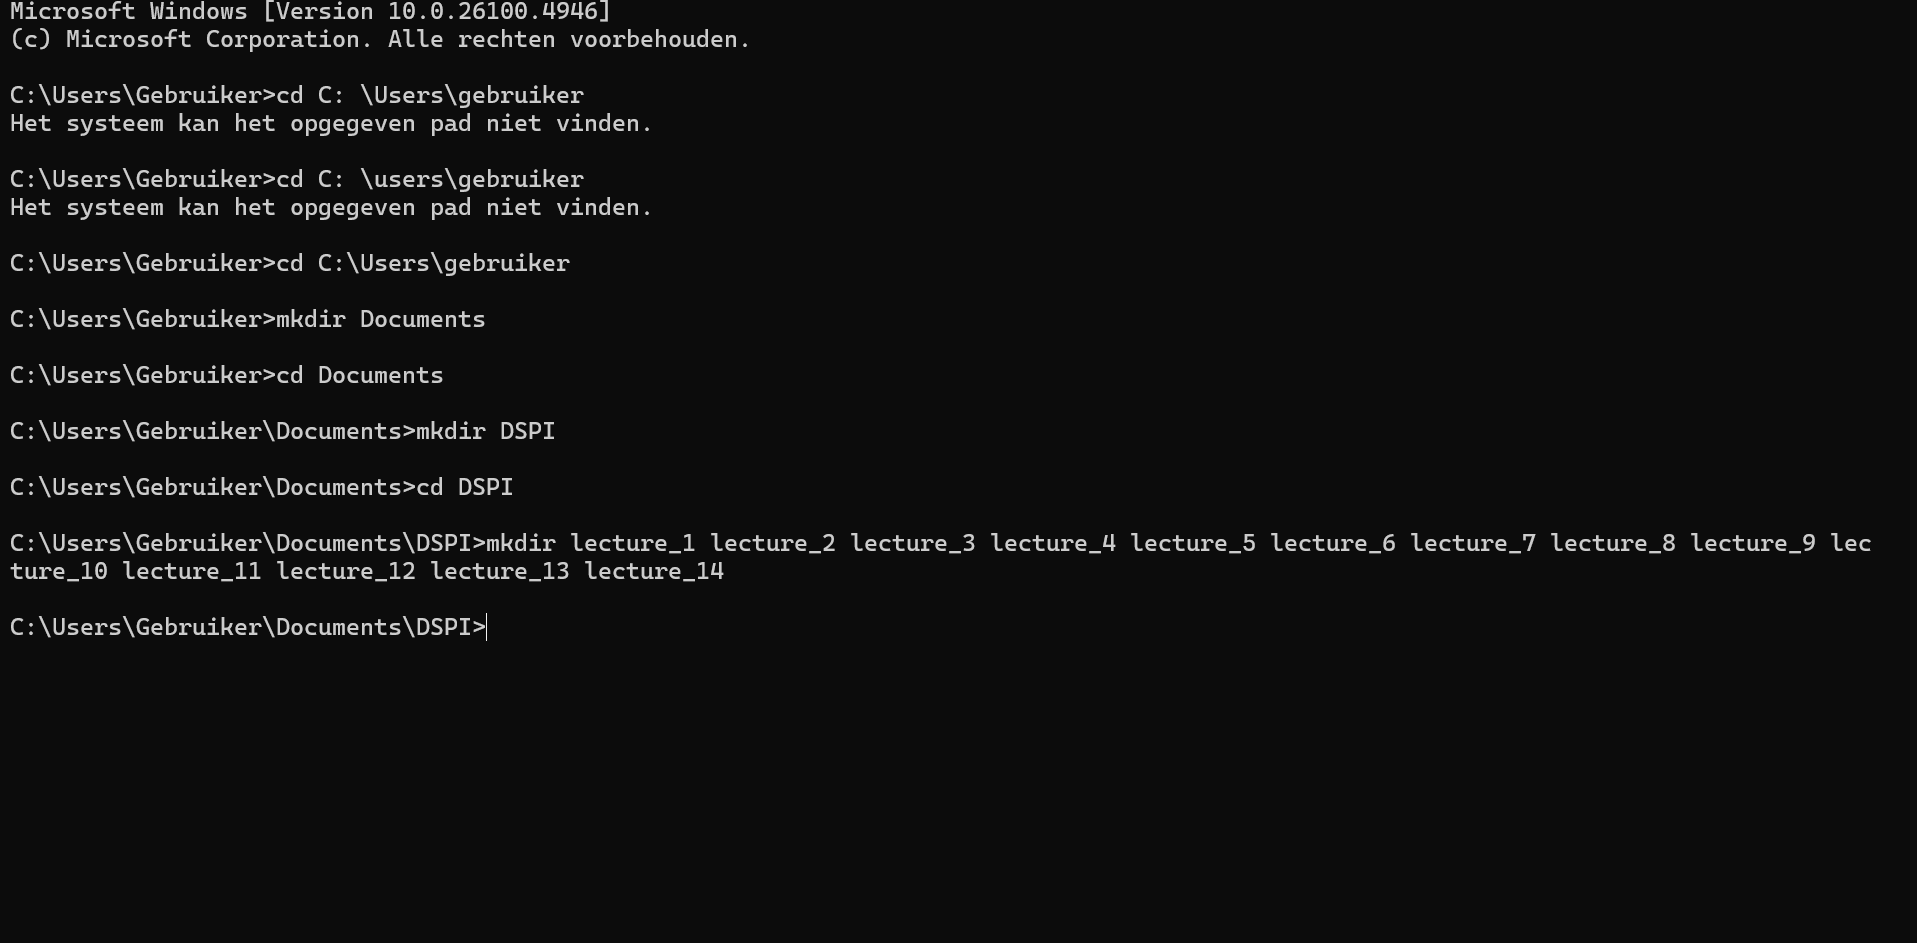 Microsoft Windows [Version 10.0.26100.4946]
(c) Microsoft Corporation. Alle rechten voorbehouden.
C:\Users\Gebruiker>cd C: \Users\gebruiker
Het systeem kan het opgegeven pad niet vinden.
C:\Users\Gebruiker>cd C: \users\gebruiker
Het systeem kan het opgegeven pad niet vinden.
C:\Users\Gebruiker>cd C:\Users\gebruiker
C:\Users\Gebruiker>mkdir Documents
C:\Users\Gebruiker>cd Documents
C:\Users\Gebruiker\Documents>mkdir DSPI
C:\Users\Gebruiker\Documents>cd DSPI
C:\Users\Gebruiker\Documents\DSPI>mkdir lecture_1 lecture_2 lecture_3 lecture_4 lecture_5 lecture_6 lecture_7 lecture_8 lecture_9 lec
ture_10 lecture_11 lecture_12 lecture_13 lecture_14
C:\Users\Gebruiker\Documents\DSPI>